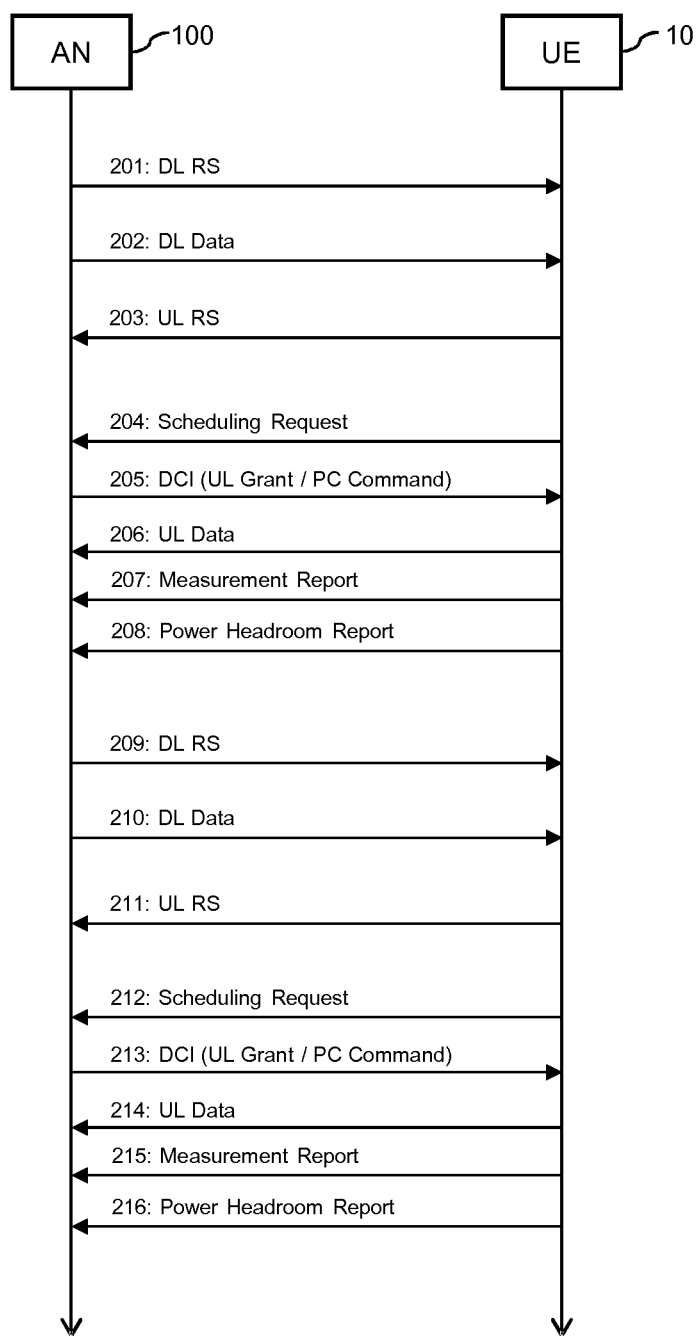 AN
100
UE
10
201: DL RS
202: DL Data
203: UL RS
204: Scheduling Request
205: DCI (UL Grant / PC Command)
206: UL Data
207: Measurement Report
208: Power Headroom Report
209: DL RS
210: DL Data
211: UL RS
212: Scheduling Request
213: DCI (UL Grant / PC Command)
214: UL Data
215: Measurement Report
216: Power Headroom Report